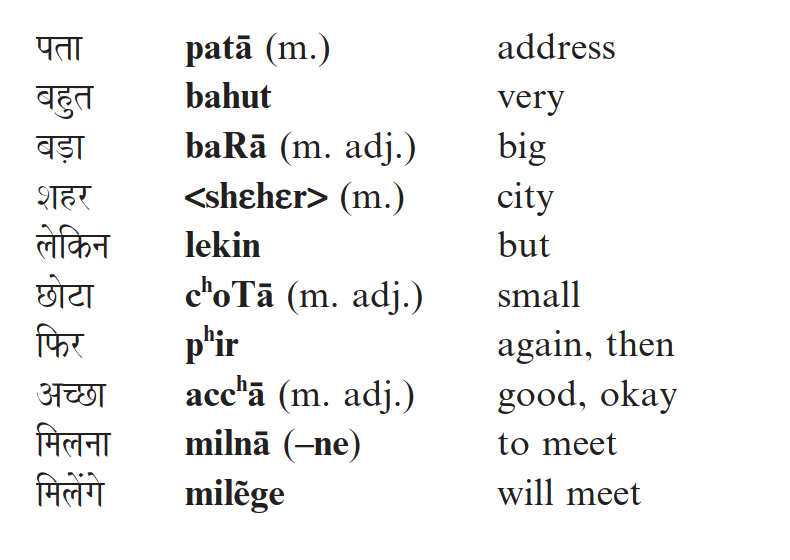 पता patā (m.) address
बहुत bahut very
बड़ा baRā (m. adj.) big
शहर <shɛhɛr> (m.) city
लेकिन lekin but
छोटा cʰoTā (m. adj.) small
फिर pʰir again, then
अच्छा accʰā (m. adj.) good, okay
मिलना milnā (–ne) to meet
मिलेंगे milẽge will meet